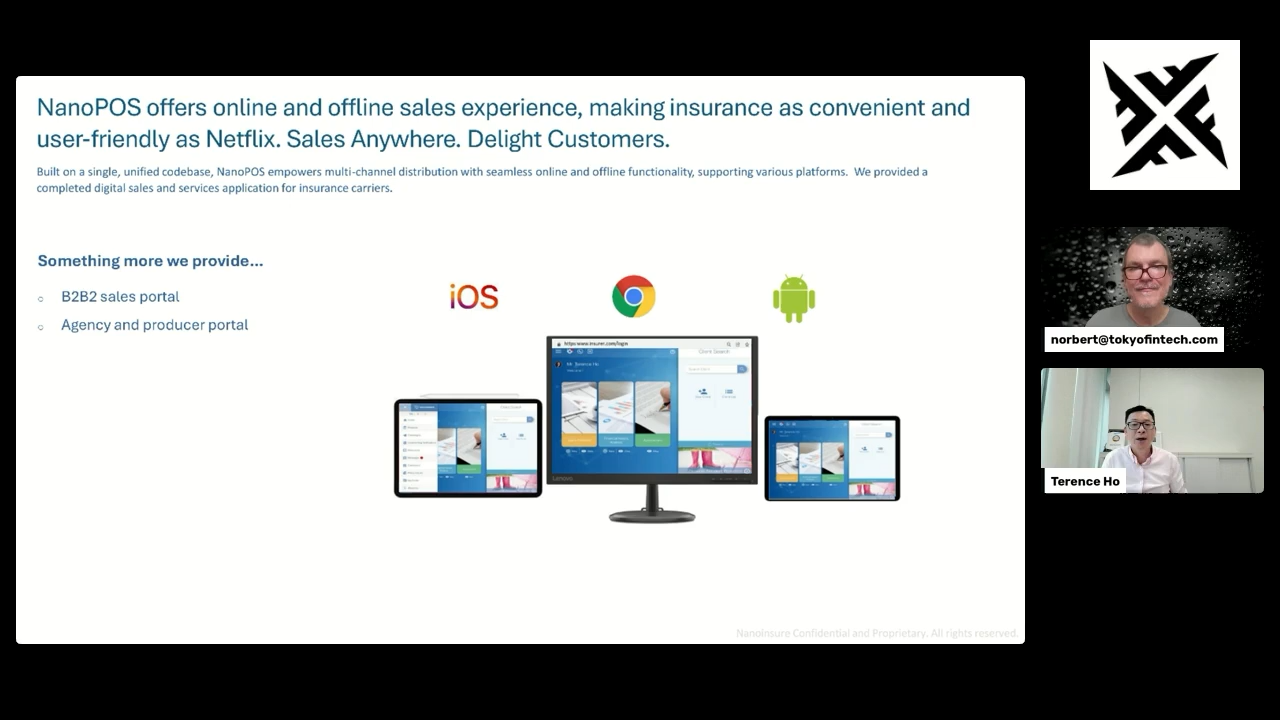 NanoPOS offers online and offline sales experience, making insurance as convenient and
user-friendly as Netflix. Sales Anywhere. Delight Customers.
Built on a single, unified codebase, NanoPOS empowers multi-channel distribution with seamless online and offline functionality, supporting various platforms. We provided a
completed digital sales and services application for insurance carriers.
Something more we provide...
B2B2 sales portal
Agency and producer portal
iOS
Client Search
Lenovo
NanoInsure Confidential and Proprietary. All rights reserved.
norbert@tokyofintech.com
Terence Ho